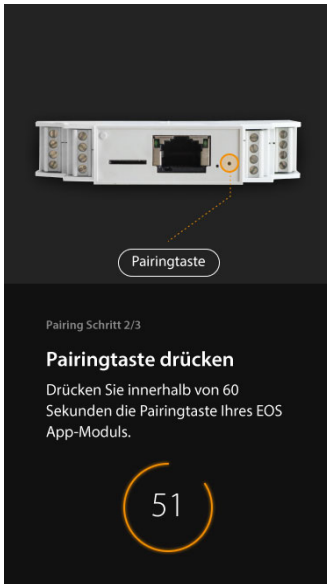 Pairingtaste
Pairing Schritt 2/3
Pairingtaste drücken
Drücken Sie innerhalb von 60
Sekunden die Pairingtaste Ihres EOS
App-Moduls.
51